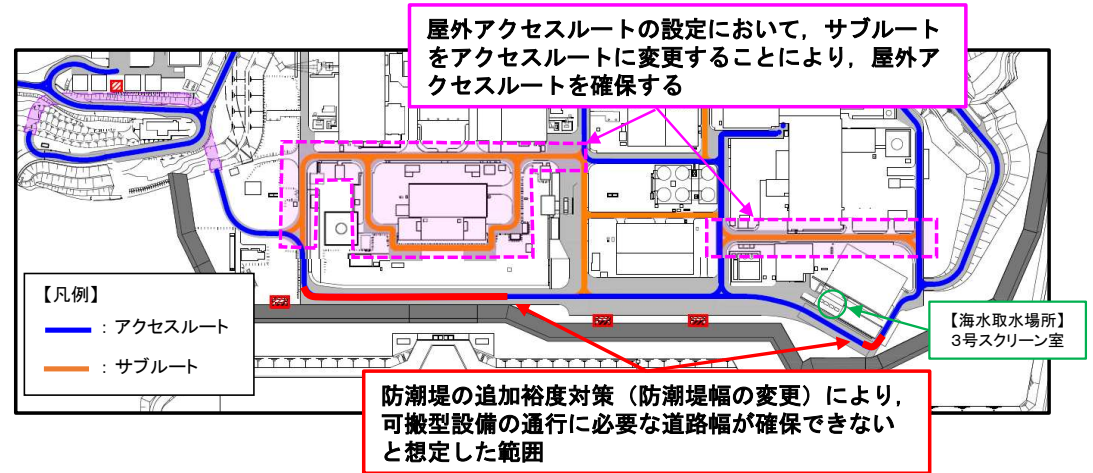 屋外アクセスルートの設定において，サブルート
をアクセスルートに変更することにより，屋外ア
クセスルートを確保する
【凡例】
：アクセスルート
：サブルート
【海水取水場所】
３号スクリーン室
防潮堤の追加裕度対策（防潮堤幅の変更）により，
可搬型設備の通行に必要な道路幅が確保できない
と想定した範囲